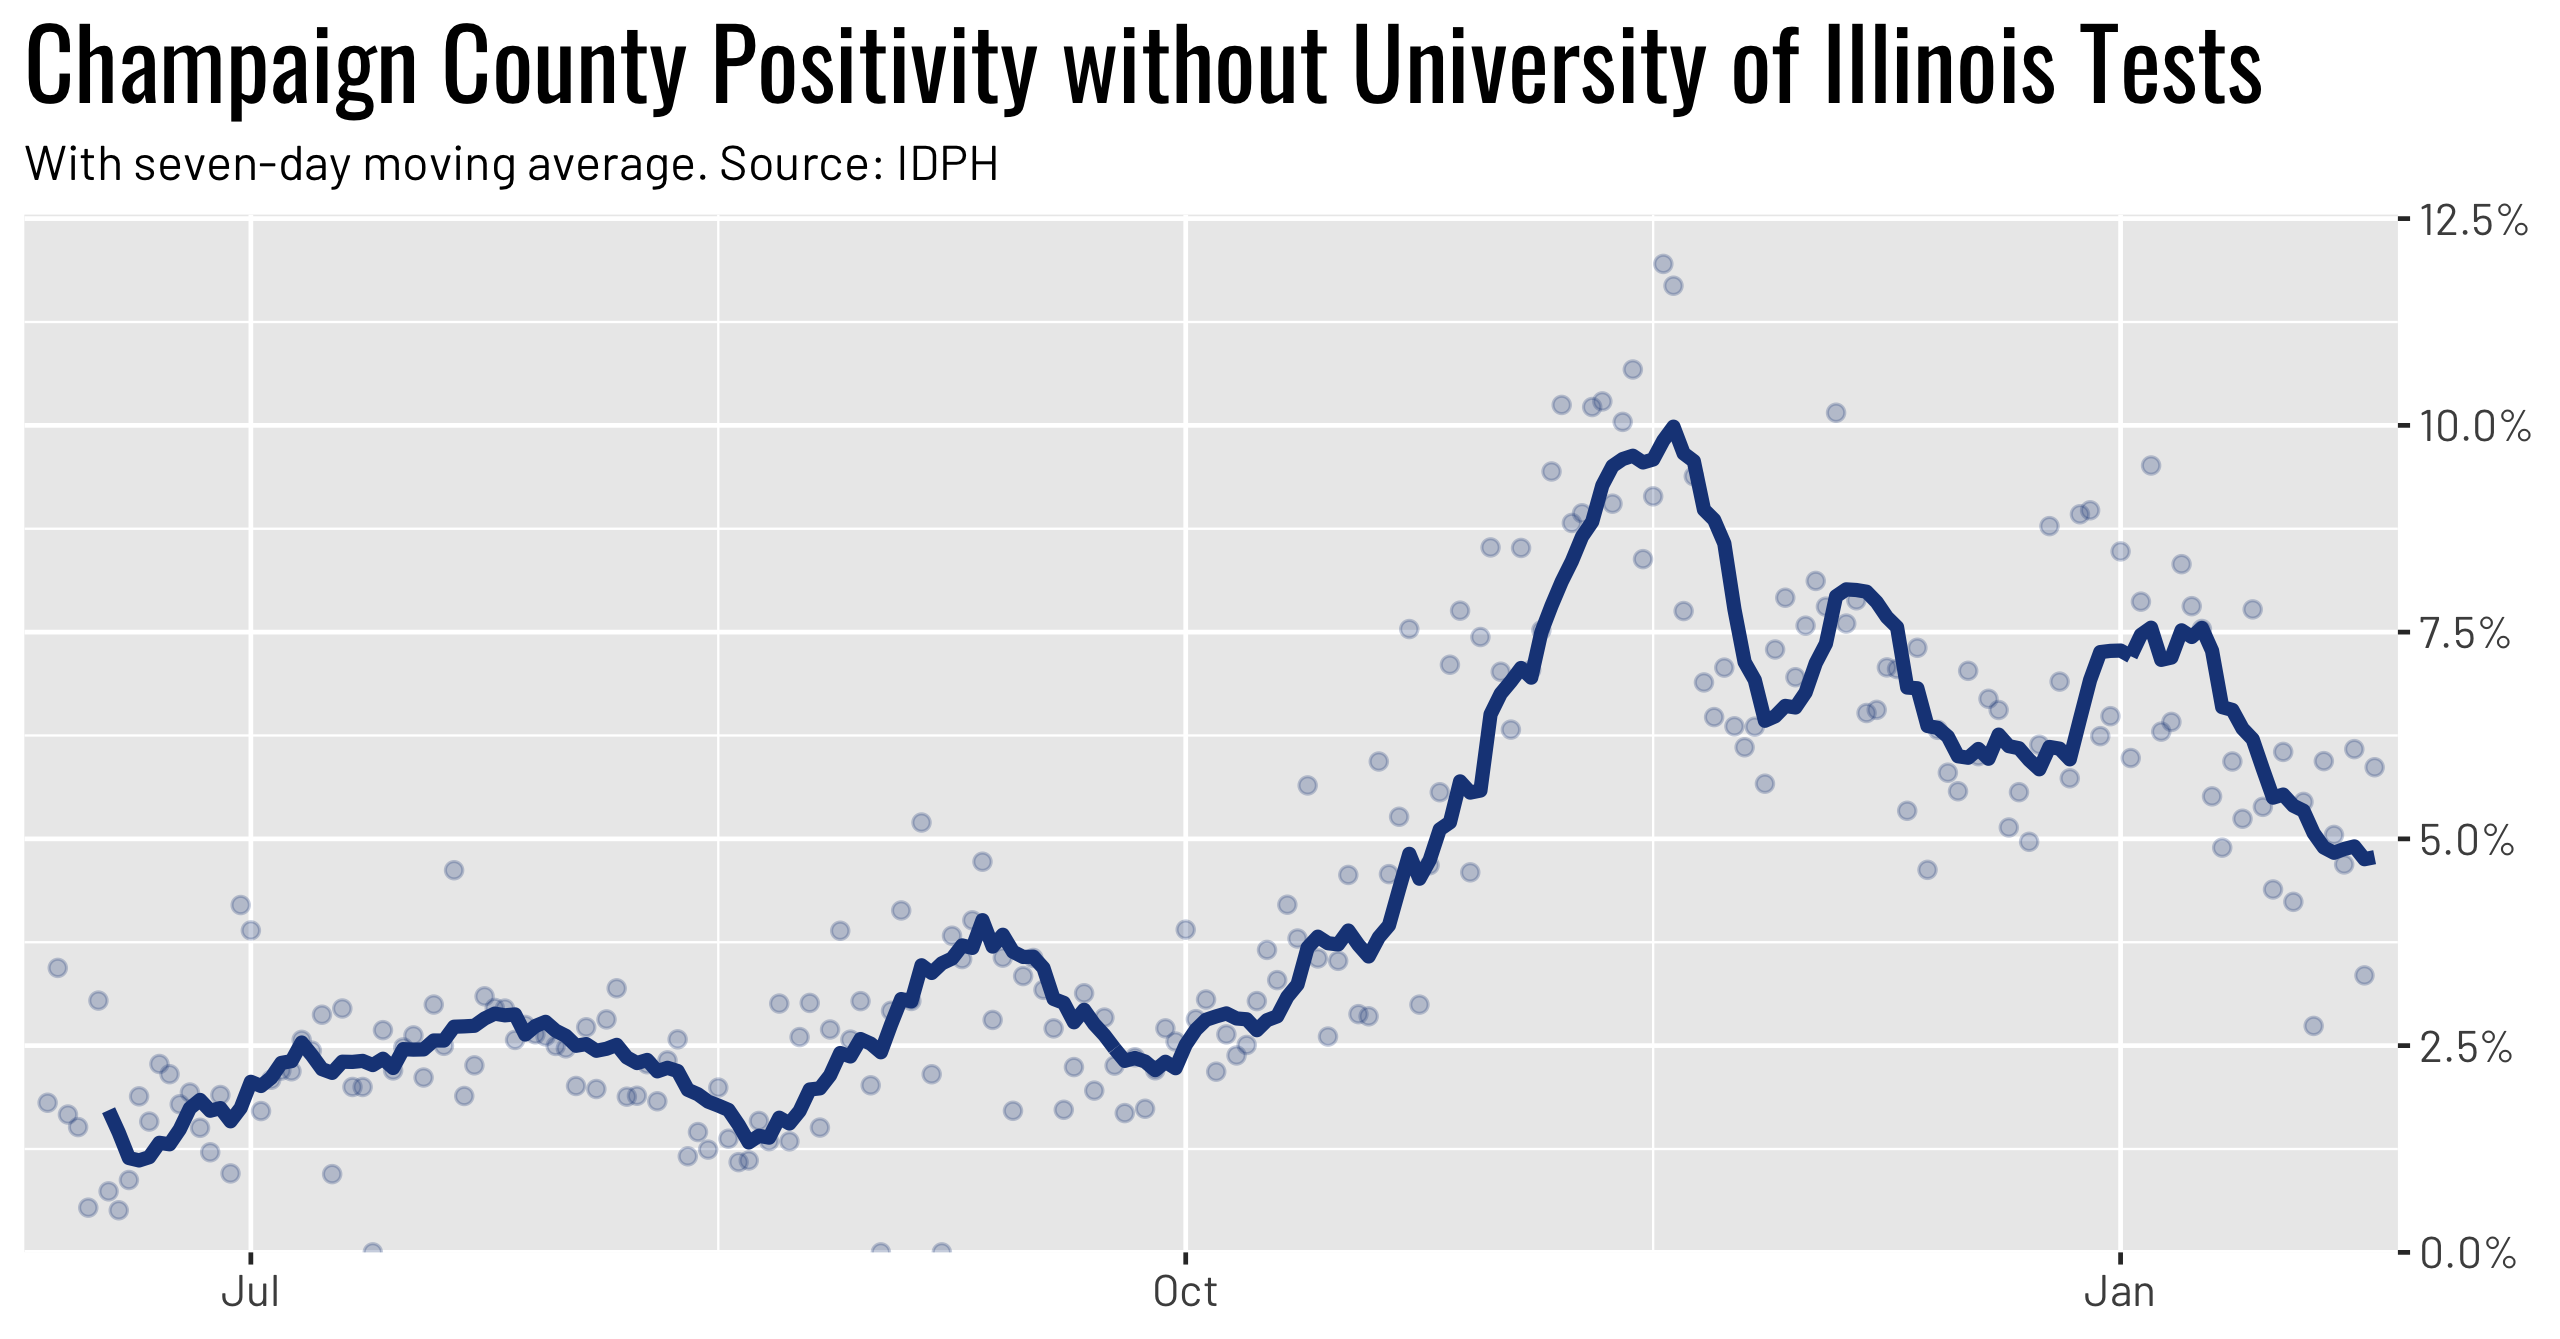 Champaign County Positivity without University of Illinois Tests
With seven-day moving average. Source: IDPH
12.5%
10.0%
7.5%
5.0%
2.5%
0.0%
Jul
Oct
Jan